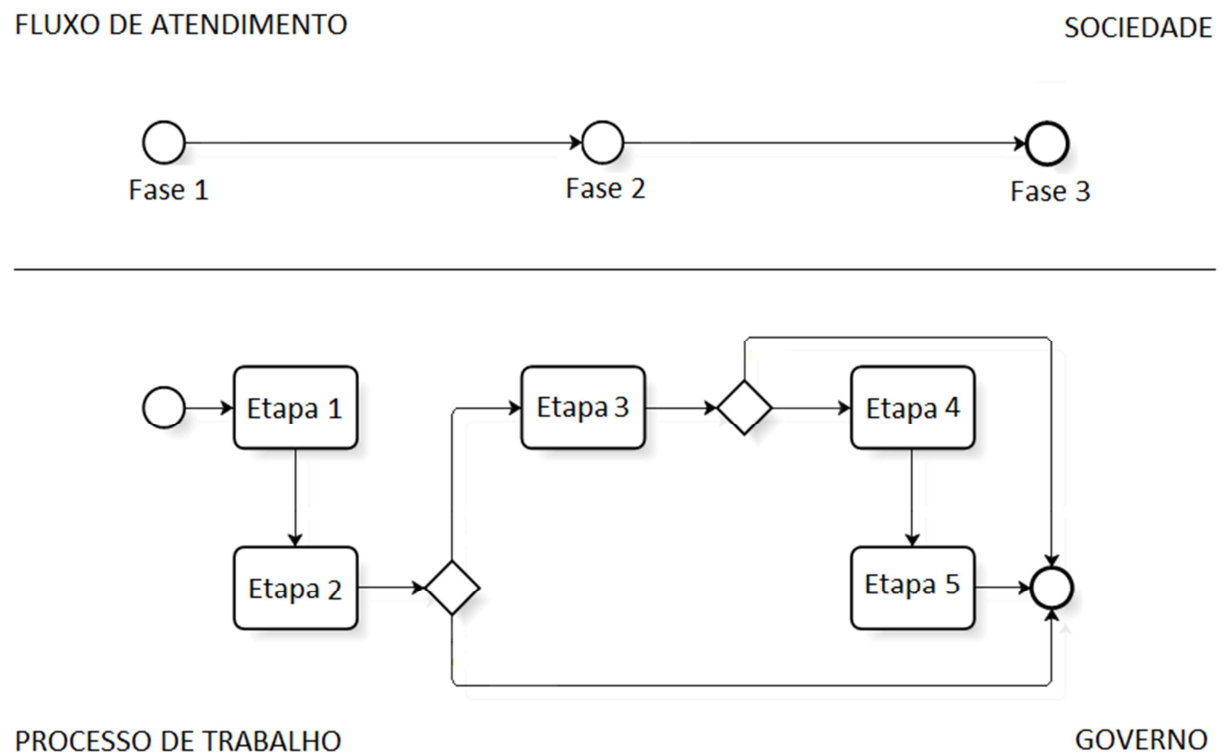 FLUXO DE ATENDIMENTO
SOCIEDADE
Fase 1
Fase 2
Fase 3
Etapa 1
Etapa 3
Etapa 4
Etapa 2
Etapa 5
PROCESSO DE TRABALHO
GOVERNO